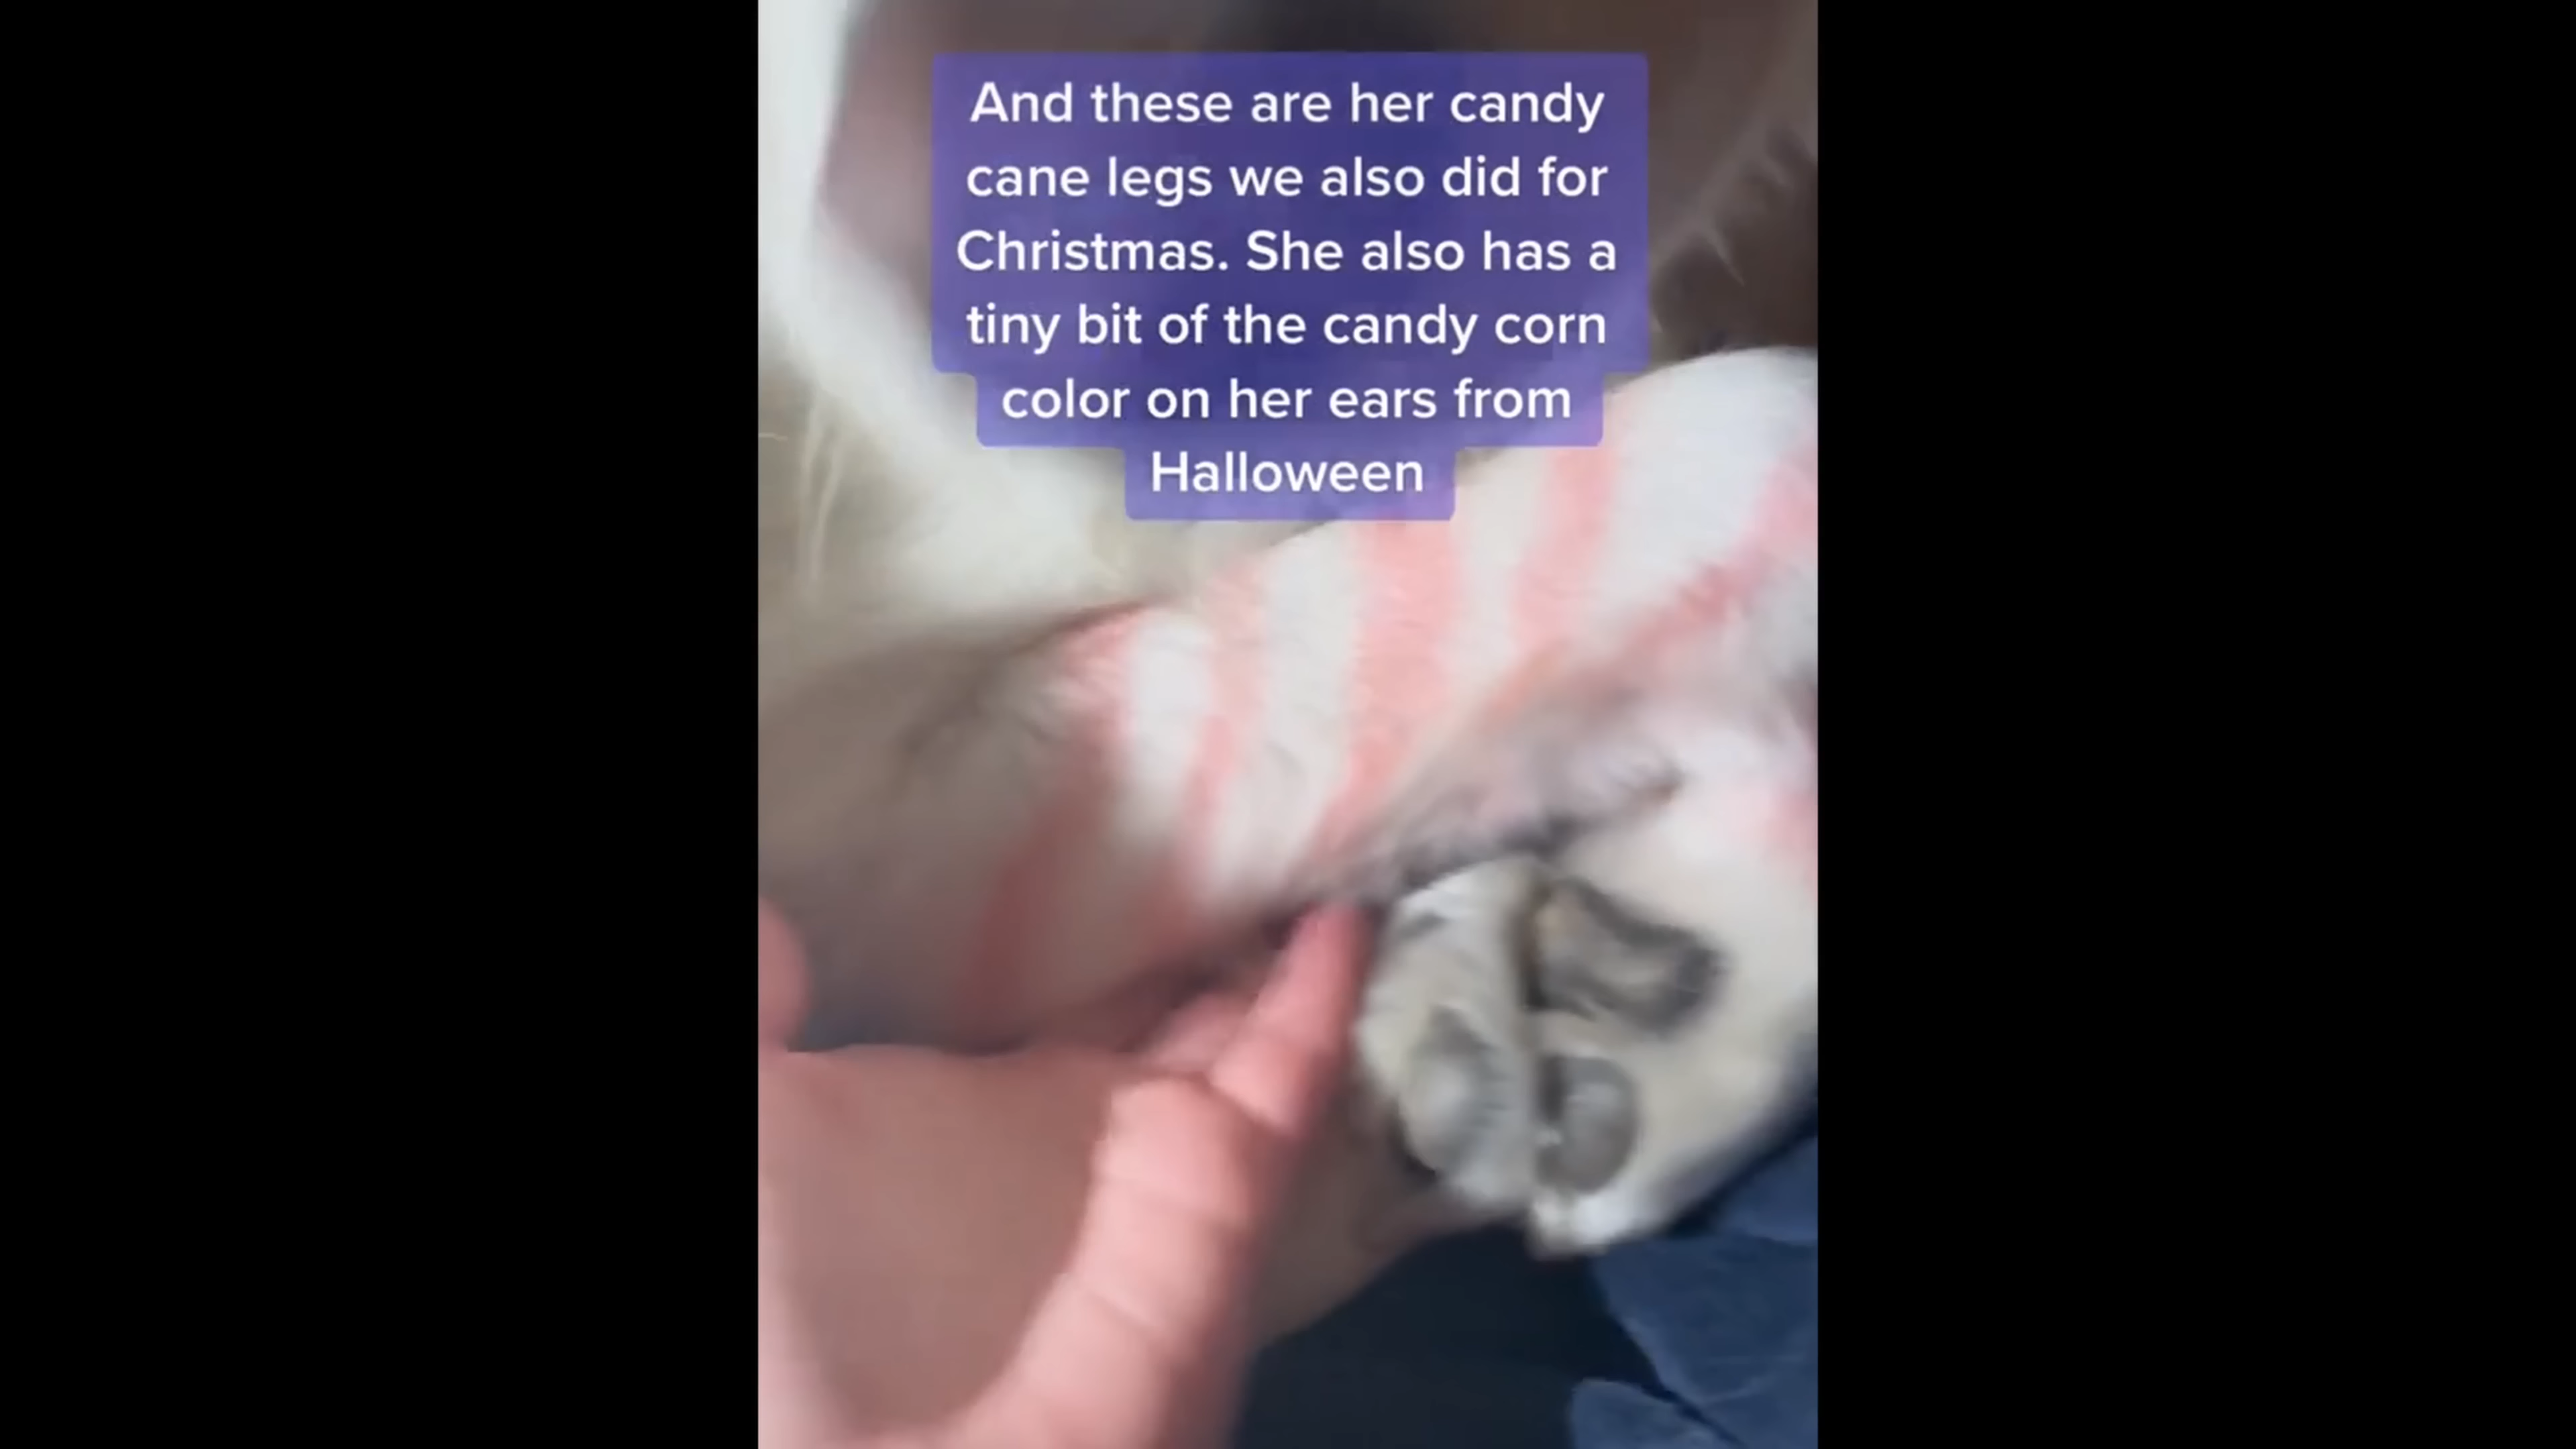 And these are her candy
cane legs we also did for
Christmas. She also has a
tiny bit of the candy corn
color on her ears from
Halloween